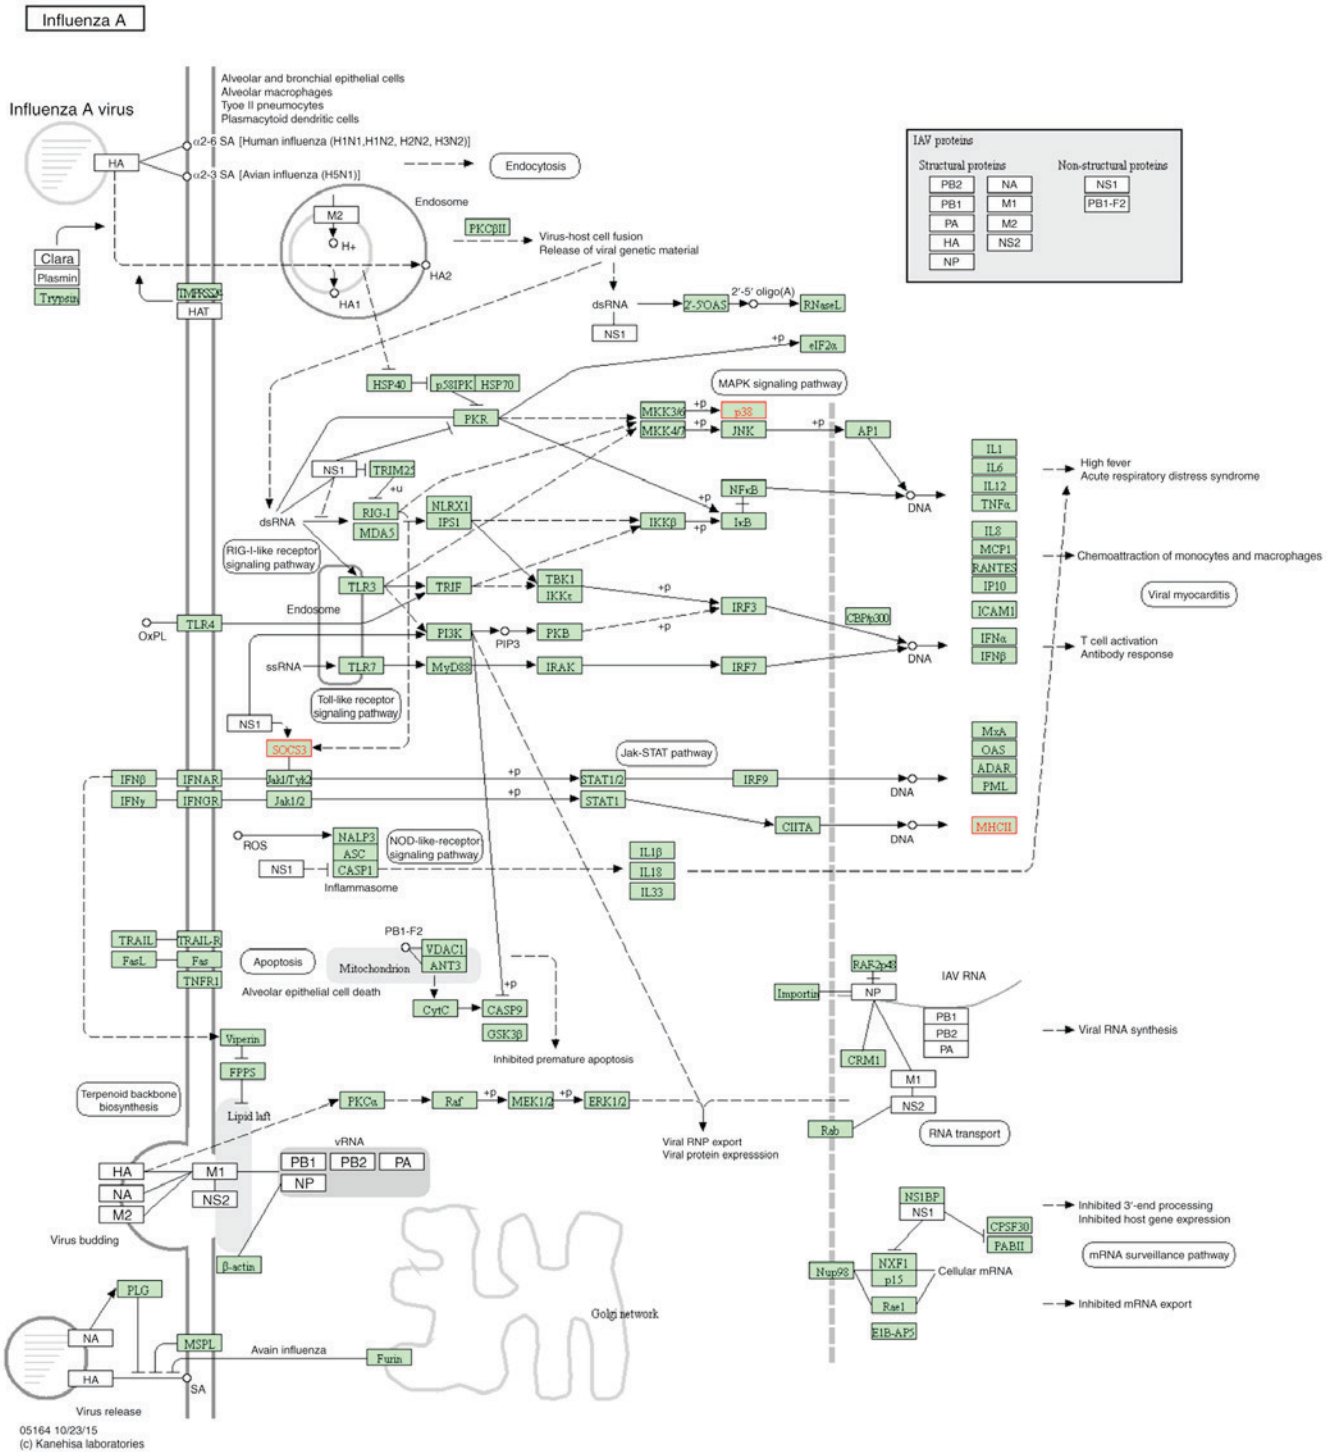 Influenza A
Alveolar and bronchial epithelial cells
Alveolar macrophages
Tyoe II pneumocytes
Plasmacytoid dendritic cells
Influenza A virus
α2-6 SA [Human influenza (H1N1,H1N2, H2N2, H3N2)]
HA
α2-3 SA [Avian influenza (H5N1)]
Endocytosis
IAV proteins
Structural proteins
Non-structural proteins
PB2
NA
NS1
PB1
M1
PB1-F2
PA
M2
HA
NS2
NP
Endosome
M2
H+
HA1
HA2
PKCβII
Virus-host cell fusion
Release of viral genetic material
Clara
Plasmin
Trypsin
HAT
dsRNA
NS1
2'-5'OAS
2'-5' oligo(A)
RNaseL
+p
eIF2α
HSP40
p58IPK
HSP70
MAPK signaling pathway
PKR
MKK3/6
+p
p38
MKK4/7
+p
JNK
+p
AP1
NS1
TRIM25
+u
RIG-I
MDA5
NLRX1
IPS1
dsRNA
IKKβ
+p
+p
NFκB
IκB
DNA
IL1
IL6
IL12
TNFα
High fever
Acute respiratory distress syndrome
IL8
MCP1
RANTES
IP10
Chemoattraction of monocytes and macrophages
Viral myocarditis
ICAM1
IFNα
IFNβ
T cell activation
Antibody response
RIG-I-like receptor
signaling pathway
Endosome
TLR3
TRIF
TBK1
IKKε
+p
IRF3
CBP/p300
OxPL
TLR4
PI3K
PIP3
PKB
+p
DNA
ssRNA
TLR7
MyD88
IRAK
IRF7
Toll-like receptor
signaling pathway
NS1
SOCS3
Jak-STAT pathway
MxA
OAS
ADAR
PML
IFNβ
IFNAR
Jak1/Tyk2
+p
STAT1/2
IRF9
DNA
IFNγ
IFNGR
Jak1/2
+p
STAT1
CIITA
DNA
MHCII
ROS
NALP3
ASC
CASP1
NS1
Inflammasome
NOD-like-receptor
signaling pathway
IL1β
IL18
IL33
TRAIL
TRAIL-R
FasL
Fas
TNFR1
Apoptosis
Alveolar epithelial cell death
PB1-F2
Mitochondrion
VDAC1
ANT3
CytC
+p
CASP9
GSK3β
Inhibited premature apoptosis
IAV RNA
Importin
NP
PB1
PB2
PA
Viral RNA synthesis
CRM1
M1
NS2
Rab
RNA transport
Viperin
FPPS
Terpenoid backbone
biosynthesis
Lipid laft
PKCα
Raf
+p
MEK1/2
+p
ERK1/2
Viral RNP export
Viral protein expresssion
vRNA
HA
M1
PB1
PB2
PA
NA
NS2
NP
M2
Virus budding
β-actin
NS1BP
NS1
CPSF30
PABII
Inhibited 3'-end processing
Inhibited host gene expression
mRNA surveillance pathway
Nup98
NXF1
p15
Cellular mRNA
Rae1
E1B-AP5
Inhibited mRNA export
Golgi network
PLG
NA
MSPL
Avain influenza
Furin
HA
SA
Virus release
05164 10/23/15
(c) Kanehisa laboratories